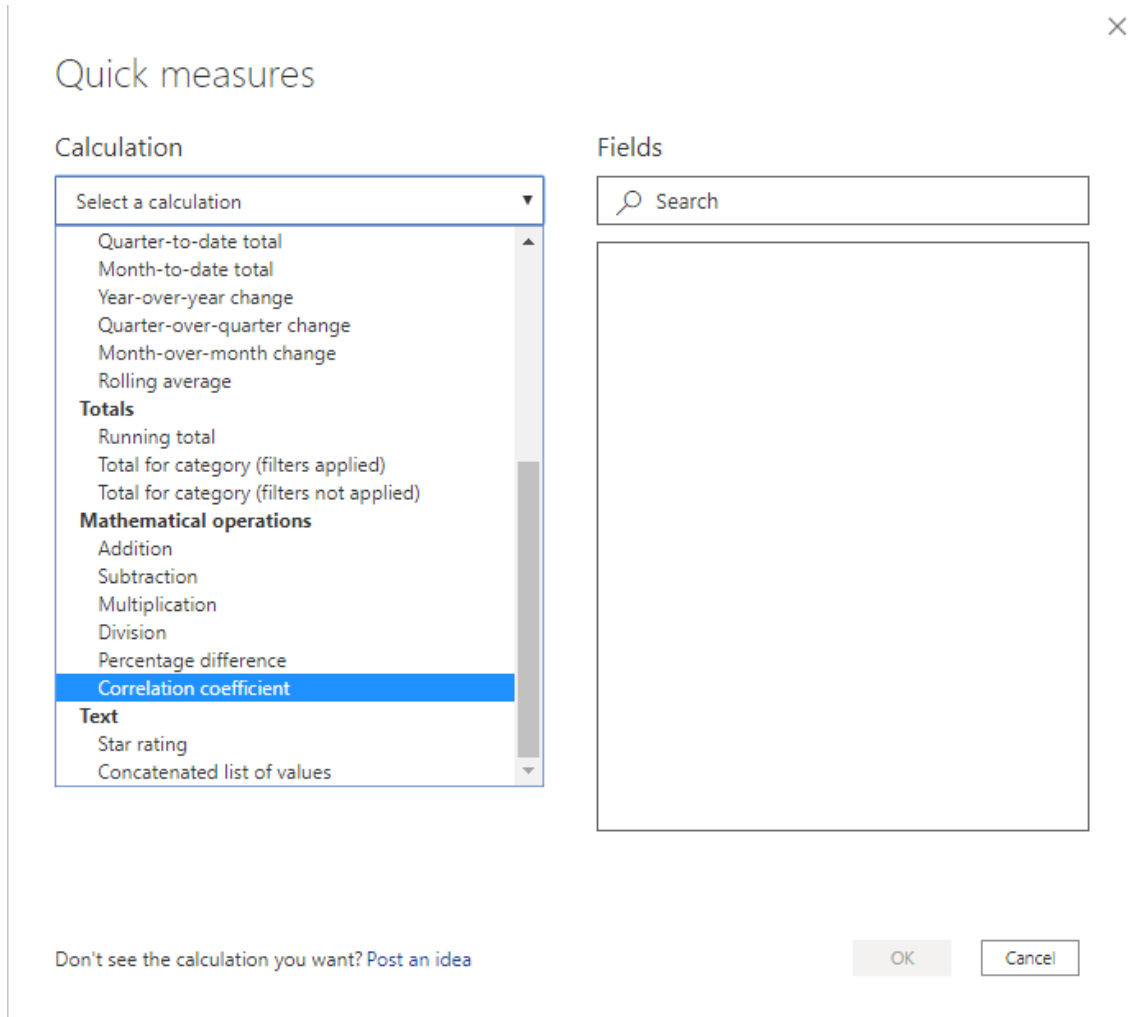 Quick measures
Calculation
Fields
Select a calculation
Search
Quarter-to-date total
Month-to-date total
Year-over-year change
Quarter-over-quarter change
Month-over-month change
Rolling average
Totals
Running total
Total for category (filters applied)
Total for category (filters not applied)
Mathematical operations
Addition
Subtraction
Multiplication
Division
Percentage difference
Correlation coefficient
Text
Star rating
Concatenated list of values
Don't see the calculation you want? Post an idea
OK
Cancel